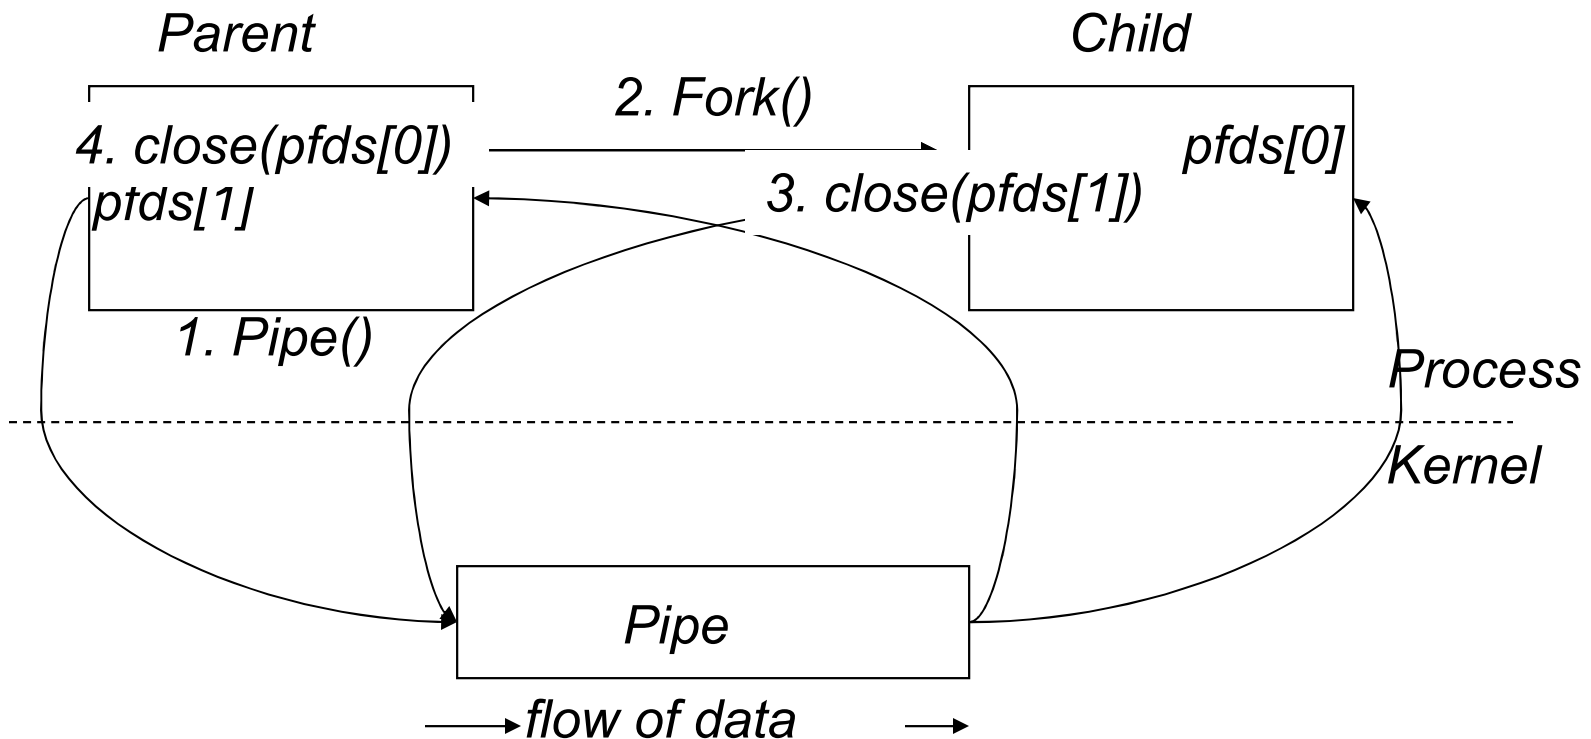 Parent
Child
2. Fork()
4. close(pfds[0])
pfds[0]
pfds[1]
3. close(pfds[1])
1. Pipe()
Process
Kernel
Pipe
flow of data